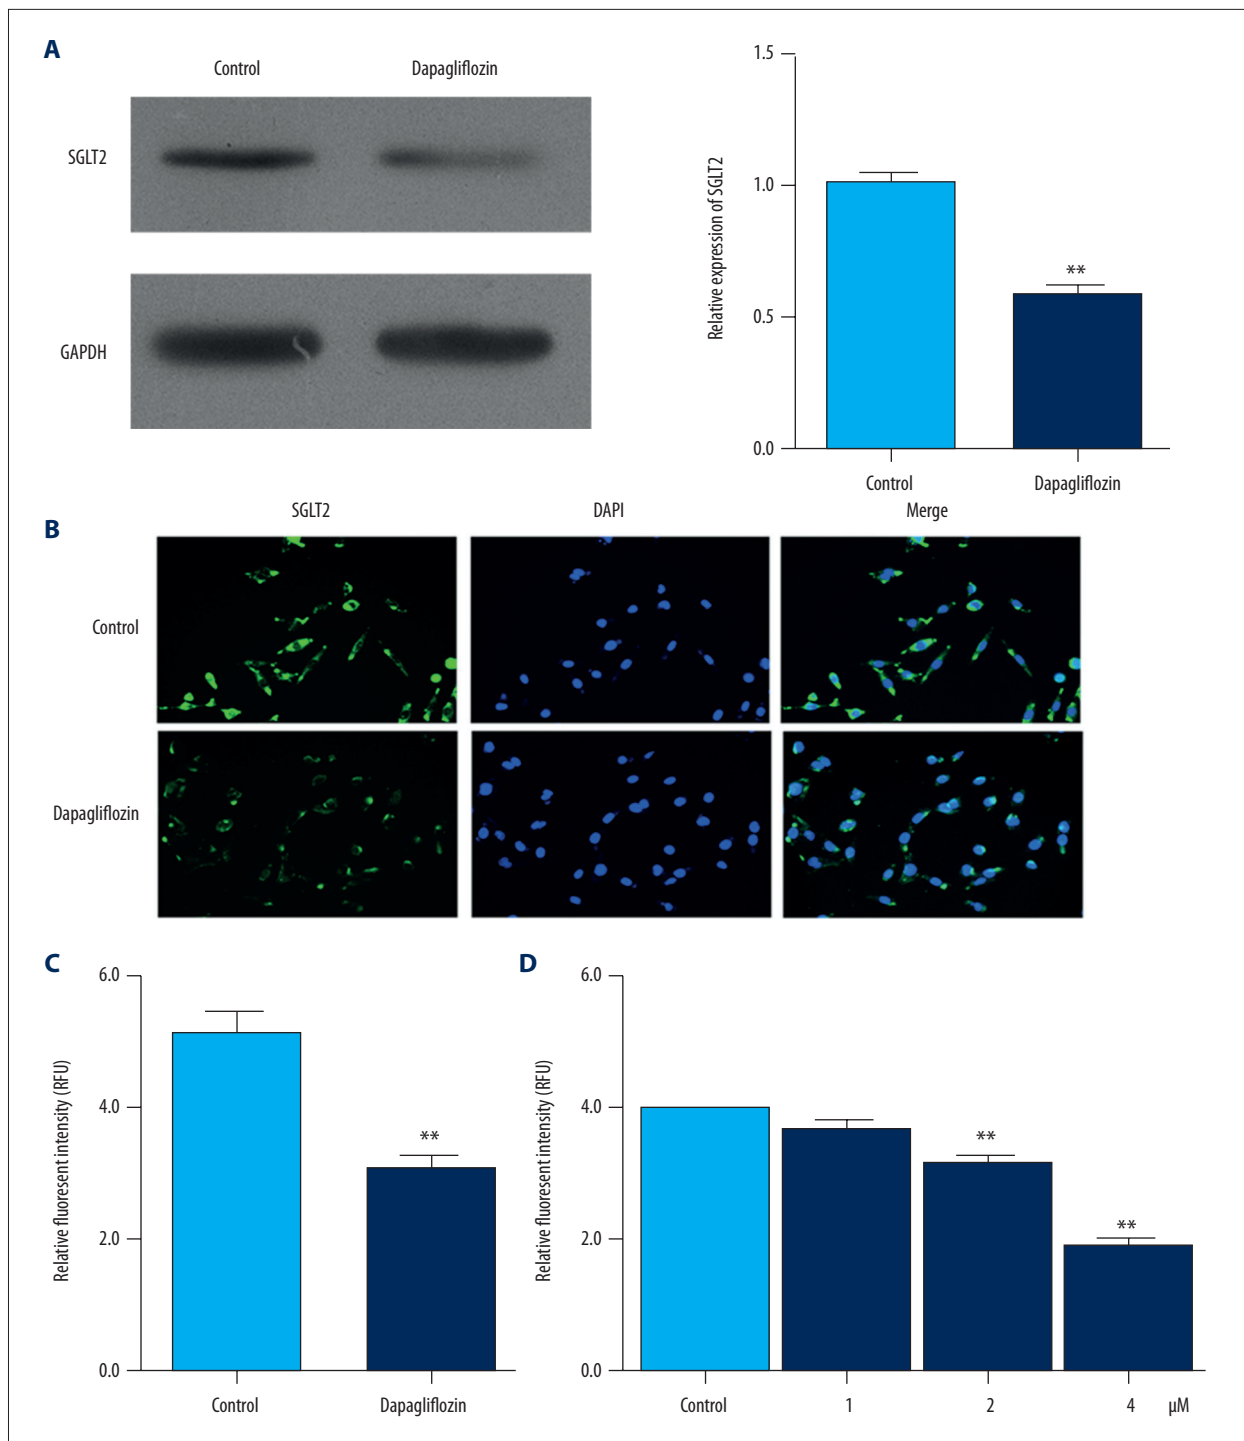 A
Control Dapagliflozin
SGLT2
GAPDH
1.5
1.0
0.5
0.0
Relative expression of SGLT2
**
Control Dapagliflozin
B
SGLT2 DAPI Merge
Control
Dapagliflozin
C
6.0
4.0
2.0
0.0
Relative fluoresent intensity (RFU)
**
Control Dapagliflozin
D
6.0
4.0
2.0
0.0
Relative fluoresent intensity (RFU)
**
**
Control 1 2 4 µM